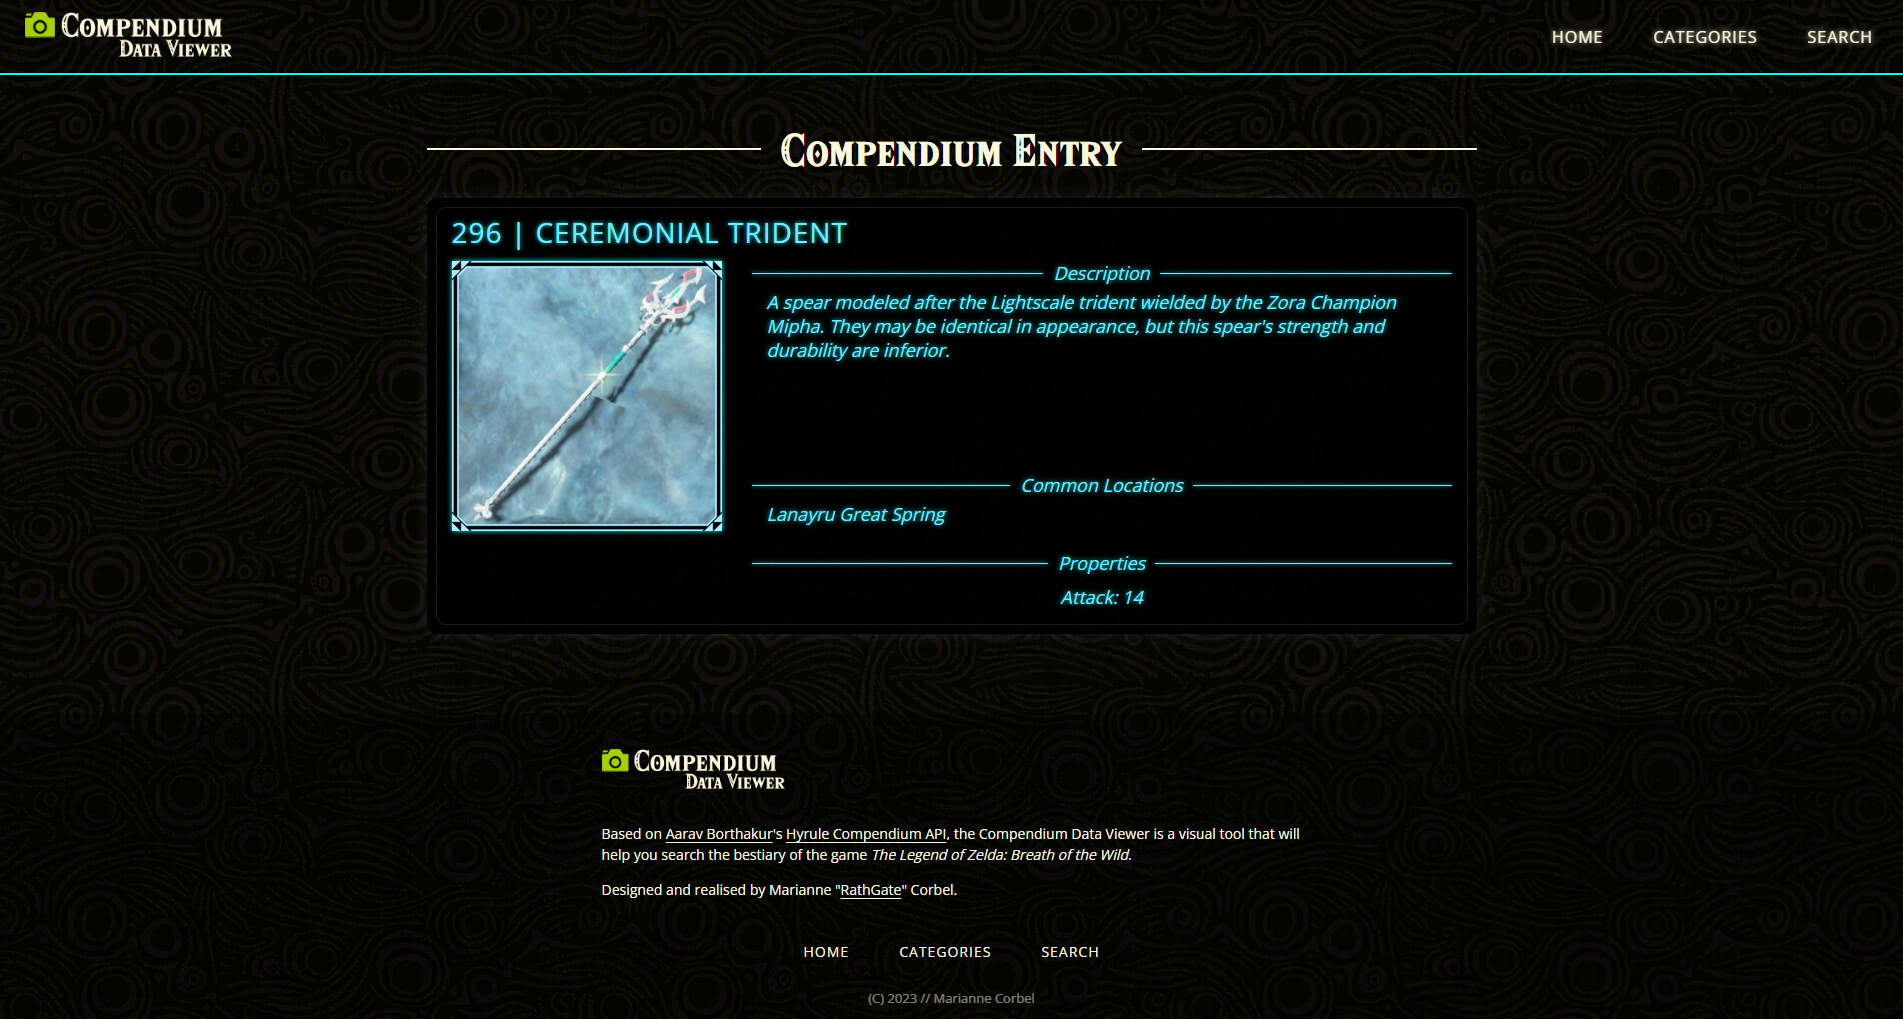 Compendium
Data Viewer
HOME
CATEGORIES
SEARCH
Compendium Entry
296 | CEREMONIAL TRIDENT
Description
A spear modeled after the Lightscale trident wielded by the Zora Champion
Mipha. They may be identical in appearance, but this spear's strength and
durability are inferior.
Common Locations
Lanayru Great Spring
Properties
Attack: 14
Compendium
Data Viewer
Based on Aarav Borthakur's Hyrule Compendium API, the Compendium Data Viewer is a visual tool that will
help you search the bestiary of the game The Legend of Zelda: Breath of the Wild.
Designed and realised by Marianne "RathGate" Corbel.
HOME
CATEGORIES
SEARCH
(C) 2023 // Marianne Corbel